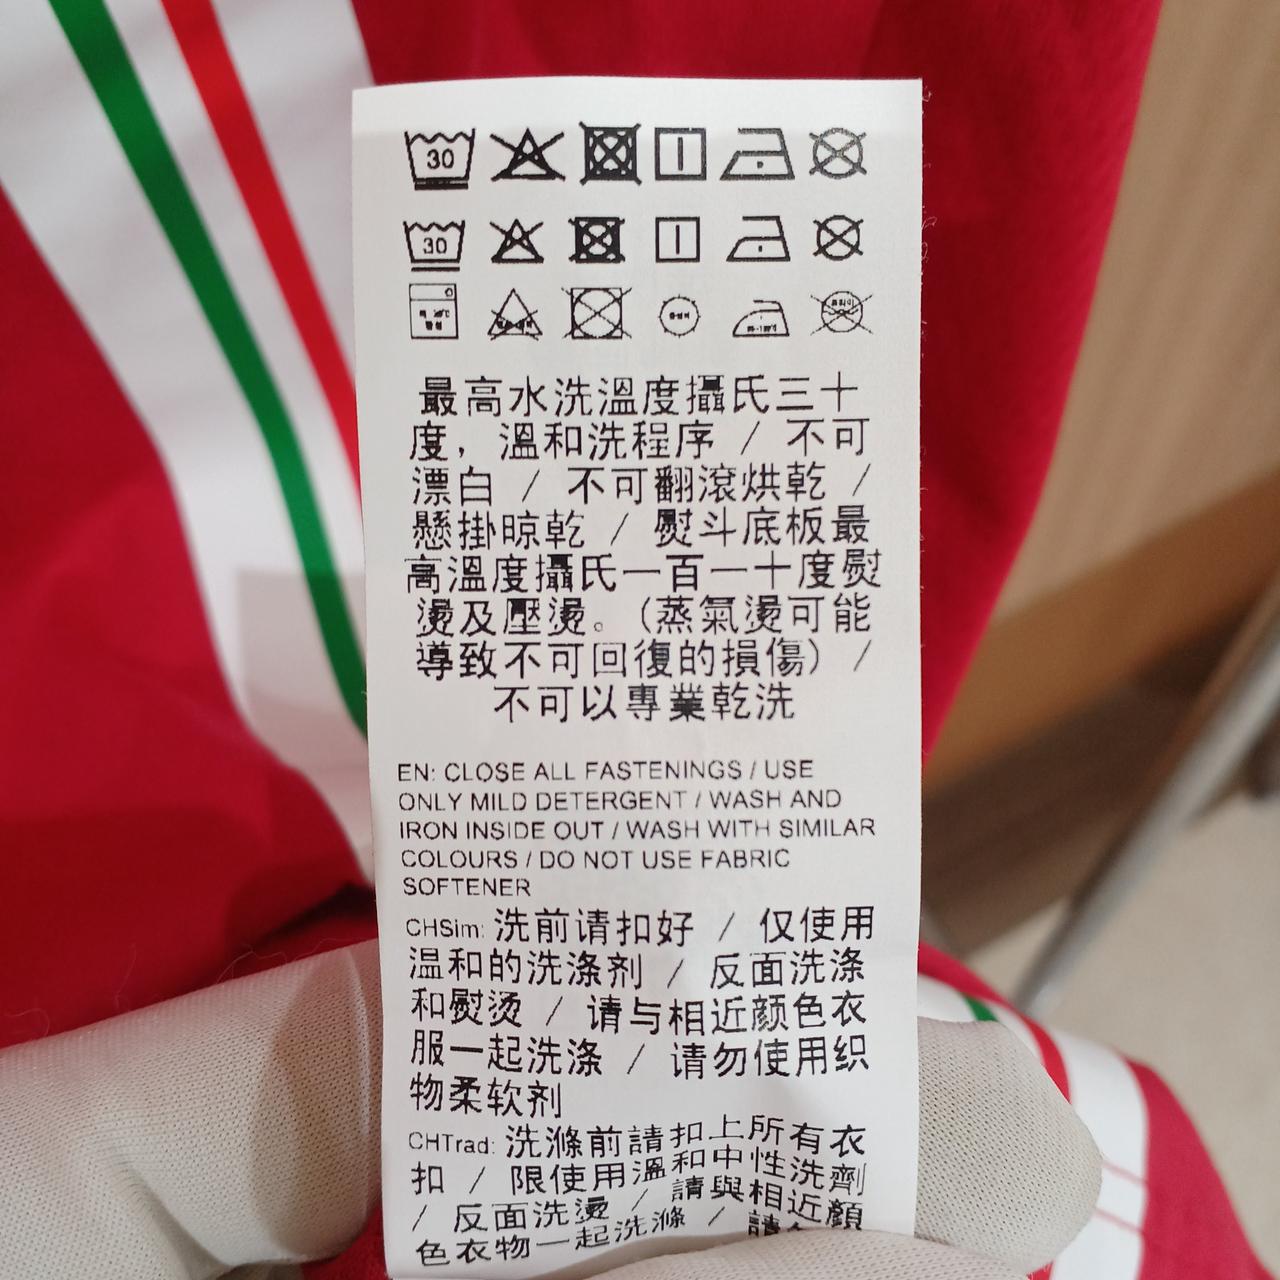 30
30
最高水洗溫度攝氏三十
度，溫和洗程序 / 不可
漂白 / 不可翻滾烘乾 /
懸掛晾乾 / 熨斗底板最
高溫度攝氏一百一十度熨
燙及壓燙。(蒸氣燙可能
導致不可回復的損傷) /
不可以專業乾洗
EN: CLOSE ALL FASTENINGS / USE
ONLY MILD DETERGENT / WASH AND
IRON INSIDE OUT / WASH WITH SIMILAR
COLOURS / DO NOT USE FABRIC
SOFTENER
CHSim: 洗前请扣好 / 仅使用
温和的洗涤剂 / 反面洗涤
和熨烫 / 请与相近颜色衣
服一起洗涤 / 请勿使用织
物柔软剂
CHTrad: 洗滌前請扣上所有衣
扣 / 限使用溫和中性洗劑
/ 反面洗燙 / 請與相近顏
色衣物一起洗滌 / 請